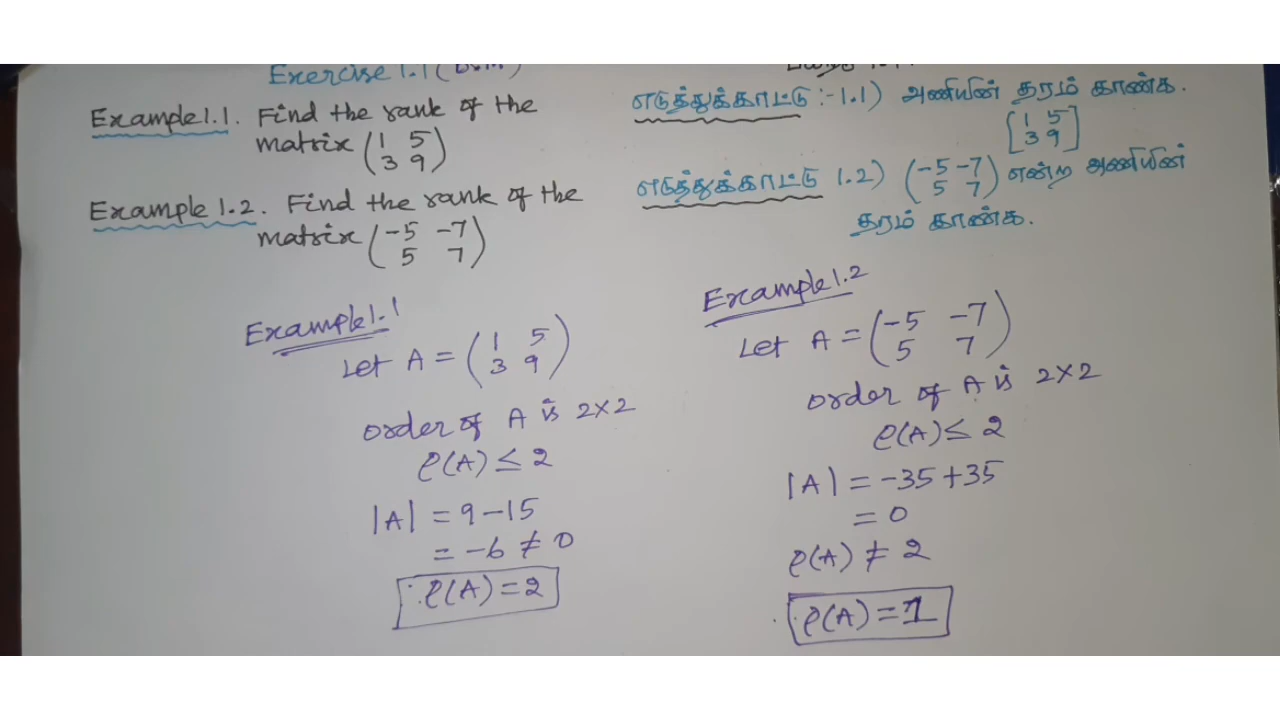 Exercise 1.1 (
Example 1.1. Find the rank of the
matrix (1 5
3 9)
Example 1.2. Find the rank of the
matrix (-5 -7
5 7)
எடுத்துக்காட்டு :- 1.1) அணியின் தரம் காண்க.
[1 5
3 9]
எடுத்துக்காட்டு 1.2) (-5 -7
5 7) என்ற அணியின்
தரம் காண்க.
Example 1.1
Let A = (1 5
3 9)
order of A is 2×2
ρ(A) ≤ 2
|A| = 9 - 15
= -6 ≠ 0
∴ ρ(A) = 2
Example 1.2
Let A = (-5 -7
5 7)
order of A is 2×2
ρ(A) ≤ 2
|A| = -35 + 35
= 0
ρ(A) ≠ 2
∴ ρ(A) = 1